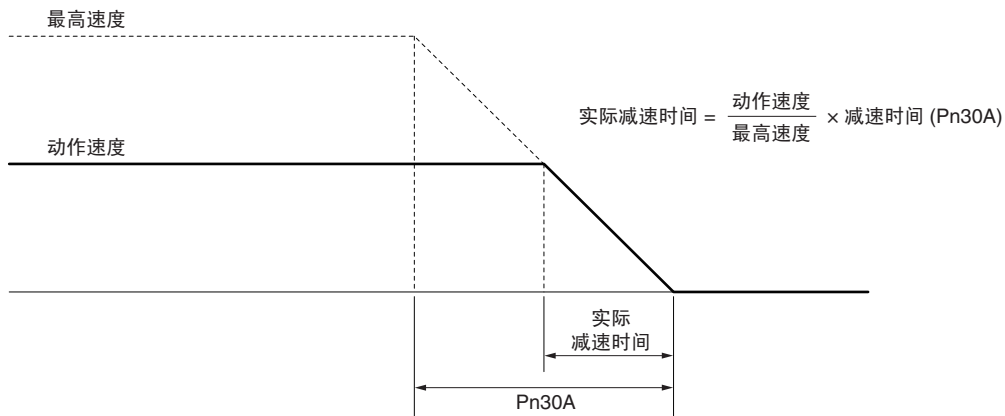 最高速度
实际减速时间 = 动作速度 / 最高速度 × 减速时间 (Pn30A)
动作速度
实际
减速时间
Pn30A